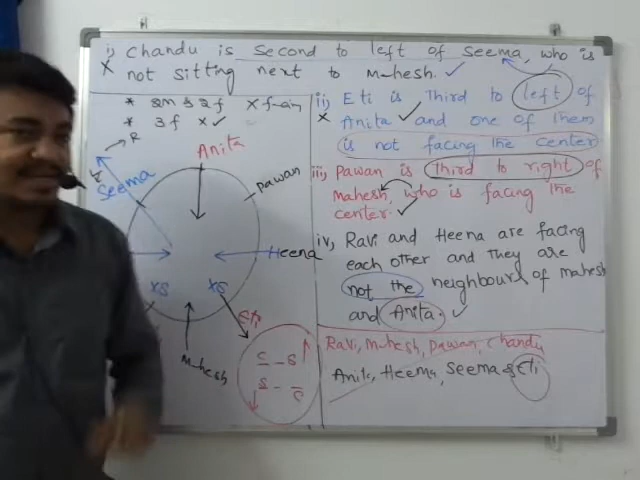 i) Chandu is second to left of Seema, who is
X not sitting next to Mahesh. ✓
* 2m & 2f
* 3f X ✓
ii) Eti is Third to left of
X Anita ✓ and one of them
is not facing the center
iii) Pawan is third to right of
Mahesh, who is facing the
center. ✓
iv) Ravi and Heena are facing
each other and they are
not the neighbours of mahesh
and Anita. ✓
Ravi, Mahesh, Pawan, Chandu
Anita, Heema, Seema & Eti
R
L
Seema
Anita
Pawan
Heena
XS
XS
Eti
Mahesh